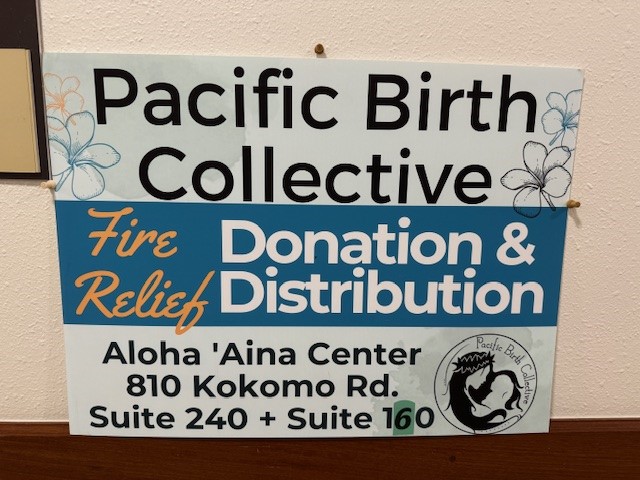 Pacific Birth
Collective
Fire
Relief
Donation &
Distribution
Aloha 'Aina Center
810 Kokomo Rd.
Suite 240 + Suite 160
Pacific Birth Collective